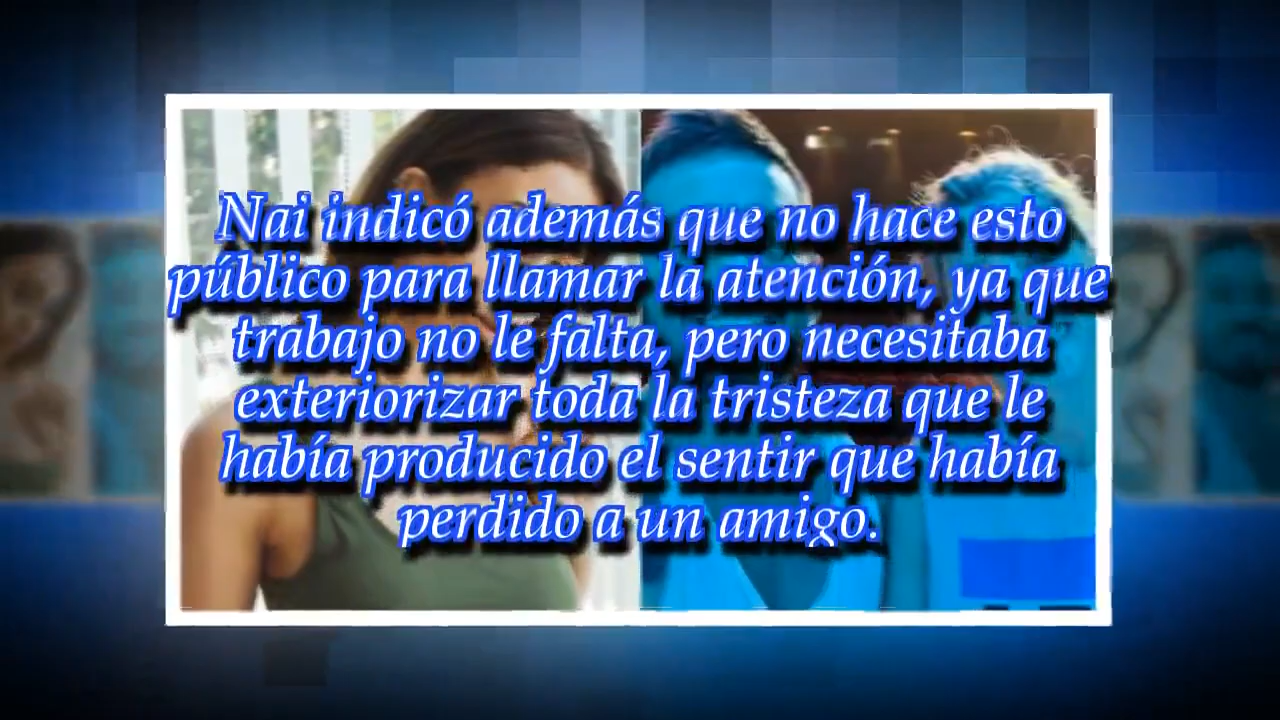 Nai indicó además que no hace esto
público para llamar la atención, ya que
trabajo no le falta, pero necesitaba
exteriorizar toda la tristeza que le
había producido el sentir que había
perdido a un amigo.